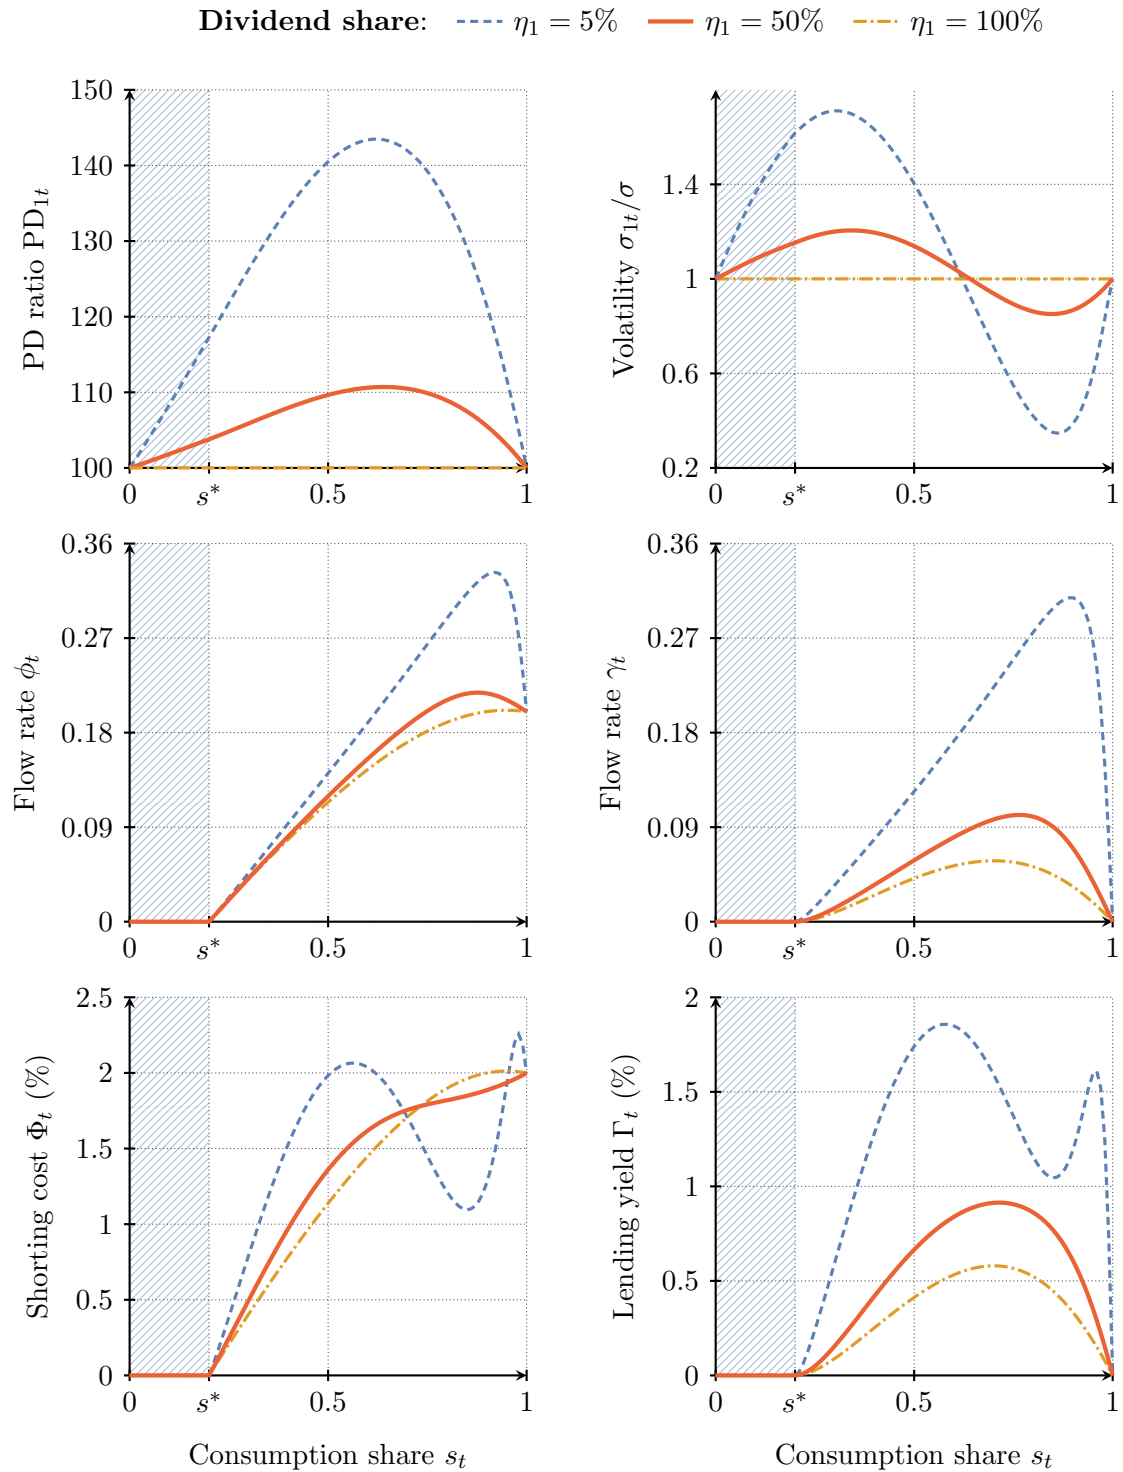 Dividend share: η₁ = 5% η₁ = 50% η₁ = 100%
PD ratio PD₁ₜ
150
140
130
120
110
100
0 s* 0.5 1
Volatility σ₁ₜ/σ
1.4
1
0.6
0.2
0 s* 0.5 1
Flow rate ϕₜ
0.36
0.27
0.18
0.09
0
0 s* 0.5 1
Flow rate γₜ
0.36
0.27
0.18
0.09
0
0 s* 0.5 1
Shorting cost Φₜ (%)
2.5
2
1.5
1
0.5
0
0 s* 0.5 1
Consumption share sₜ
Lending yield Γₜ (%)
2
1.5
1
0.5
0
0 s* 0.5 1
Consumption share sₜ